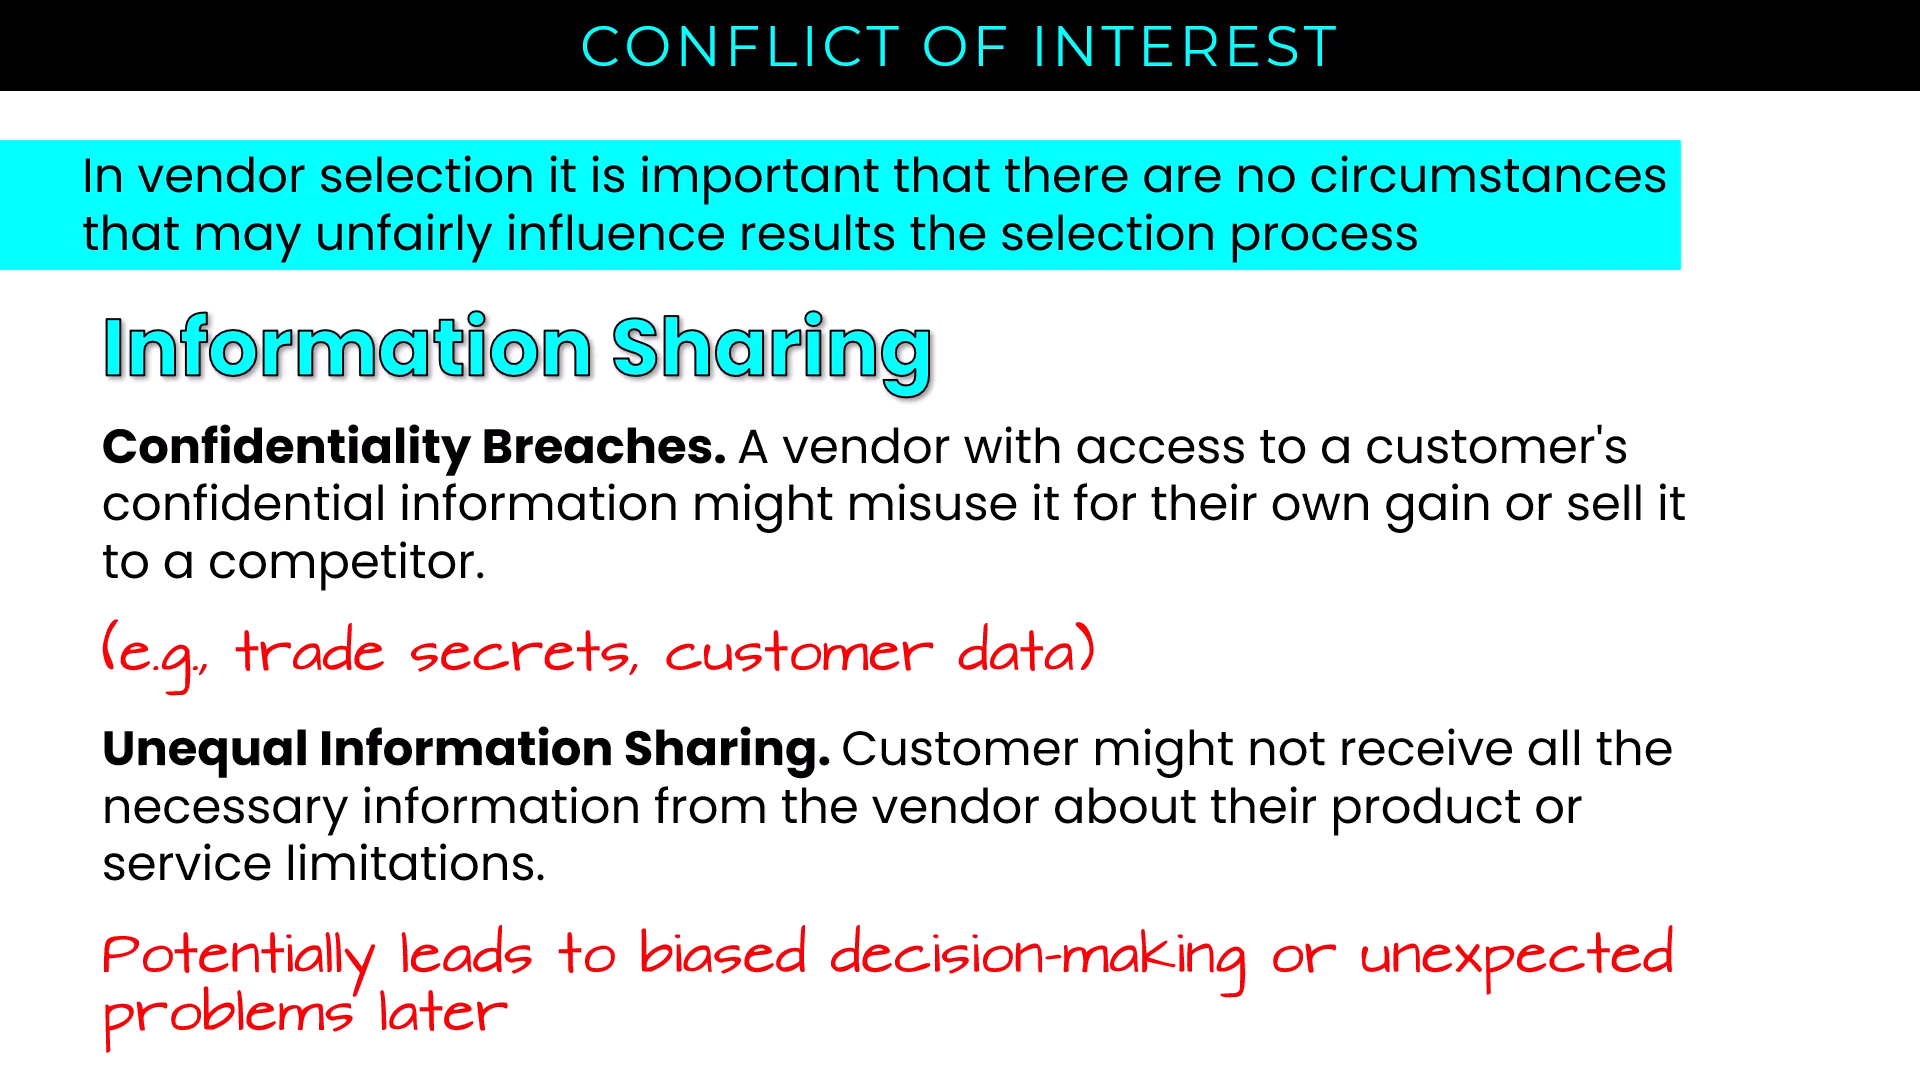 CONFLICT OF INTEREST
In vendor selection it is important that there are no circumstances
that may unfairly influence results the selection process
Information Sharing
Confidentiality Breaches. A vendor with access to a customer's
confidential information might misuse it for their own gain or sell it
to a competitor.
(e.g., trade secrets, customer data)
Unequal Information Sharing. Customer might not receive all the
necessary information from the vendor about their product or
service limitations.
Potentially leads to biased decision-making or unexpected
problems later